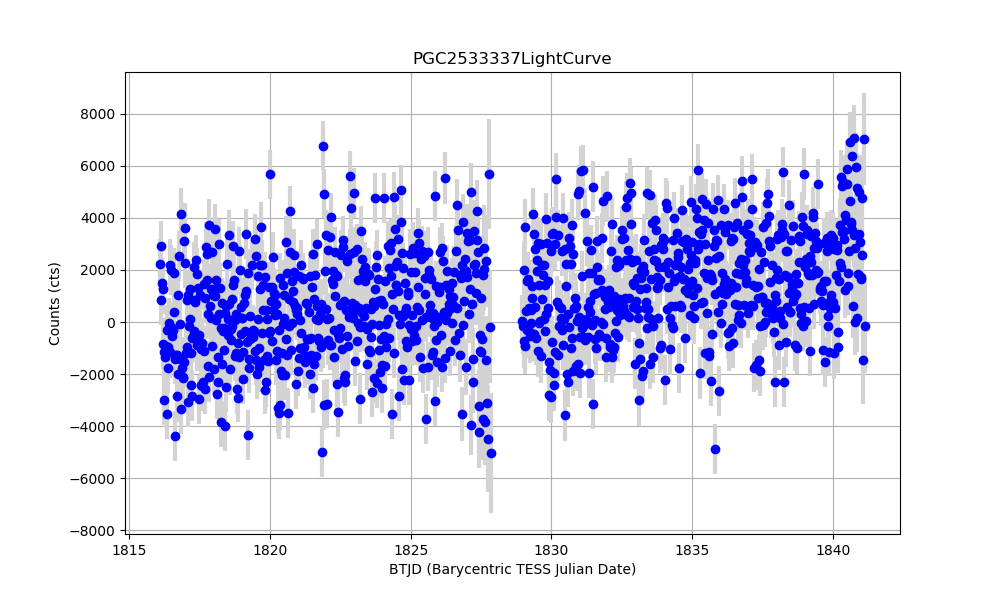 PGC2533337LightCurve
8000
6000
4000
2000
0
−2000
−4000
−6000
−8000
Counts (cts)
1815 1820 1825 1830 1835 1840
BTJD (Barycentric TESS Julian Date)